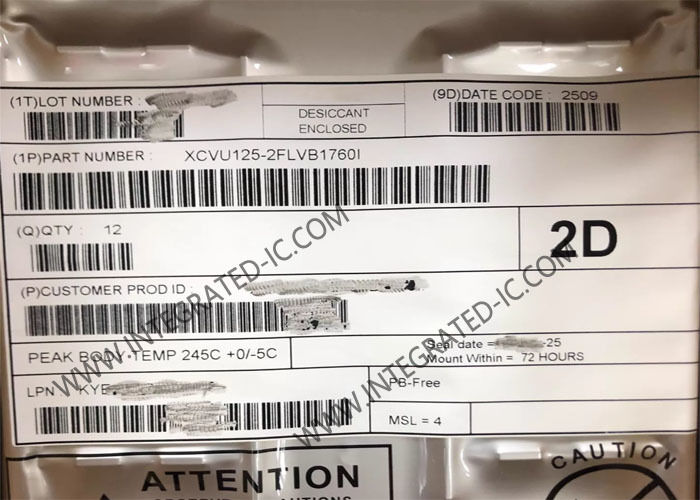 (1T)LOT NUMBER :
DESICCANT
ENCLOSED
(9D)DATE CODE : 2509
(1P)PART NUMBER : XCVU125-2FLVB1760I
(Q)QTY : 12
2D
(P)CUSTOMER PROD ID :
PEAK BODY TEMP 245C +0/-5C
Seal date = -25
Mount Within = 72 HOURS
LPN KYE
PB-Free
MSL = 4
ATTENTION
CAUTION
WWW.INTEGRATED-IC.COM
WWW.INTEGRATED-IC.COM